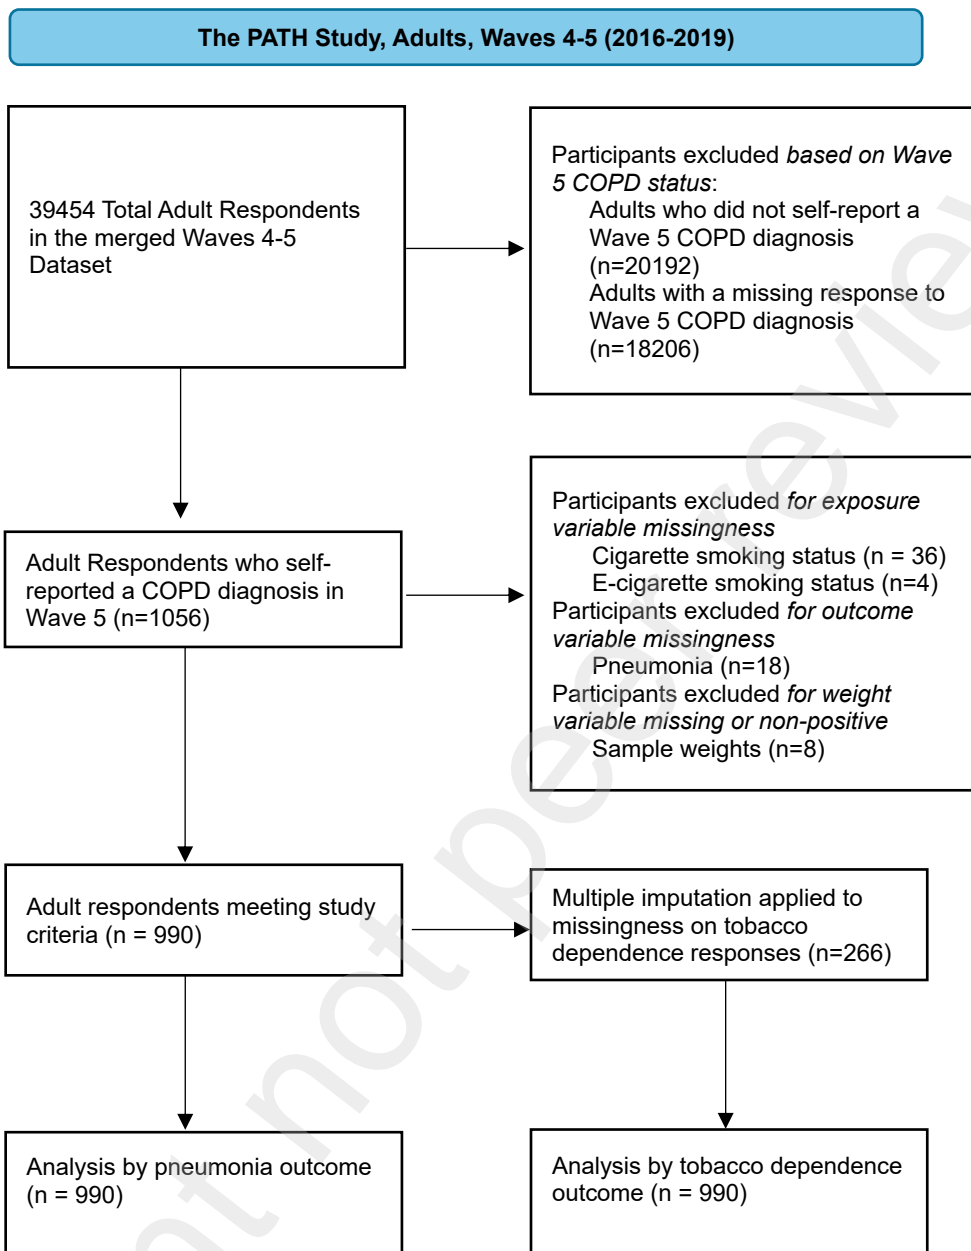 The PATH Study, Adults, Waves 4-5 (2016-2019)
39454 Total Adult Respondents
in the merged Waves 4-5
Dataset
Participants excluded based on Wave
5 COPD status:
Adults who did not self-report a
Wave 5 COPD diagnosis
(n=20192)
Adults with a missing response to
Wave 5 COPD diagnosis
(n=18206)
Adult Respondents who self-
reported a COPD diagnosis in
Wave 5 (n=1056)
Participants excluded for exposure
variable missingness
Cigarette smoking status (n = 36)
E-cigarette smoking status (n=4)
Participants excluded for outcome
variable missingness
Pneumonia (n=18)
Participants excluded for weight
variable missing or non-positive
Sample weights (n=8)
Adult respondents meeting study
criteria (n = 990)
Multiple imputation applied to
missingness on tobacco
dependence responses (n=266)
Analysis by pneumonia outcome
(n = 990)
Analysis by tobacco dependence
outcome (n = 990)
not peer review